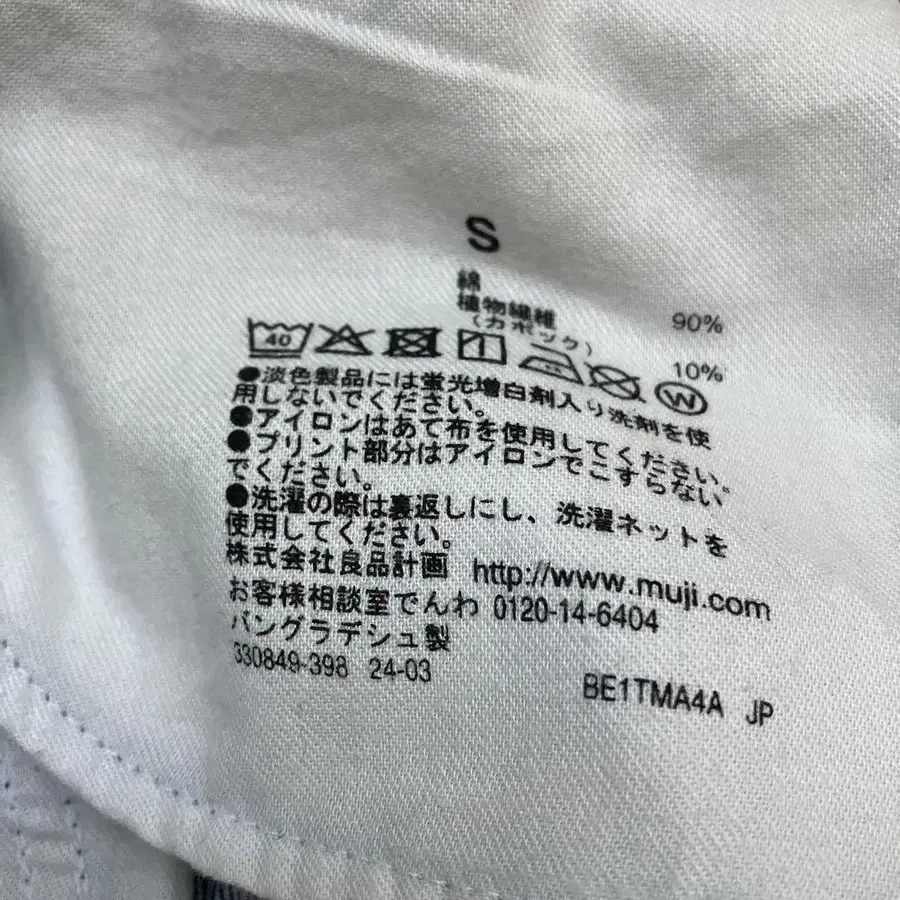 S
綿 90%
植物繊維
(カポック) 10%
40 W
●淡色製品には蛍光増白剤入り洗剤を使
用しないでください。
●アイロンはあて布を使用してください。
●プリント部分はアイロンでこすらない
でください。
●洗濯の際は裏返しにし、洗濯ネットを
使用してください。
株式会社良品計画 http://www.muji.com
お客様相談室でんわ 0120-14-6404
バングラデシュ製
330849-398 24-03 BE1TMA4A JP